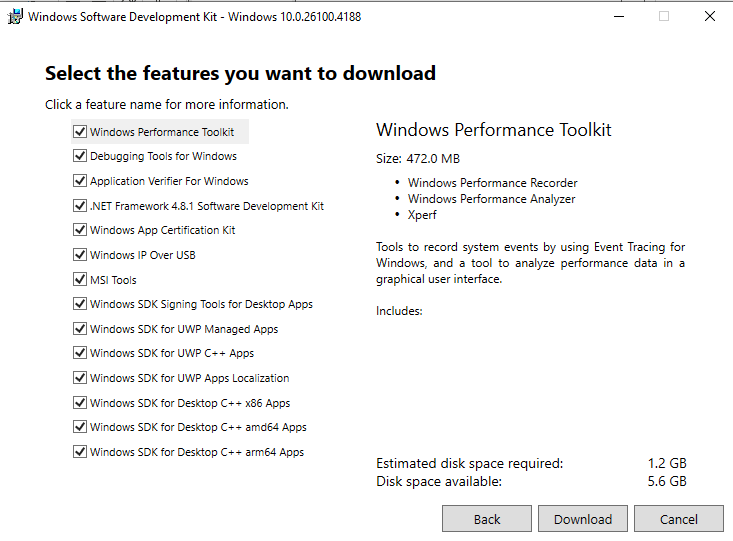 Windows Software Development Kit - Windows 10.0.26100.4188
Select the features you want to download
Click a feature name for more information.
Windows Performance Toolkit
Debugging Tools for Windows
Application Verifier For Windows
.NET Framework 4.8.1 Software Development Kit
Windows App Certification Kit
Windows IP Over USB
MSI Tools
Windows SDK Signing Tools for Desktop Apps
Windows SDK for UWP Managed Apps
Windows SDK for UWP C++ Apps
Windows SDK for UWP Apps Localization
Windows SDK for Desktop C++ x86 Apps
Windows SDK for Desktop C++ amd64 Apps
Windows SDK for Desktop C++ arm64 Apps
Windows Performance Toolkit
Size: 472.0 MB
• Windows Performance Recorder
• Windows Performance Analyzer
• Xperf
Tools to record system events by using Event Tracing for
Windows, and a tool to analyze performance data in a
graphical user interface.
Includes:
Estimated disk space required: 1.2 GB
Disk space available: 5.6 GB
Back Download Cancel